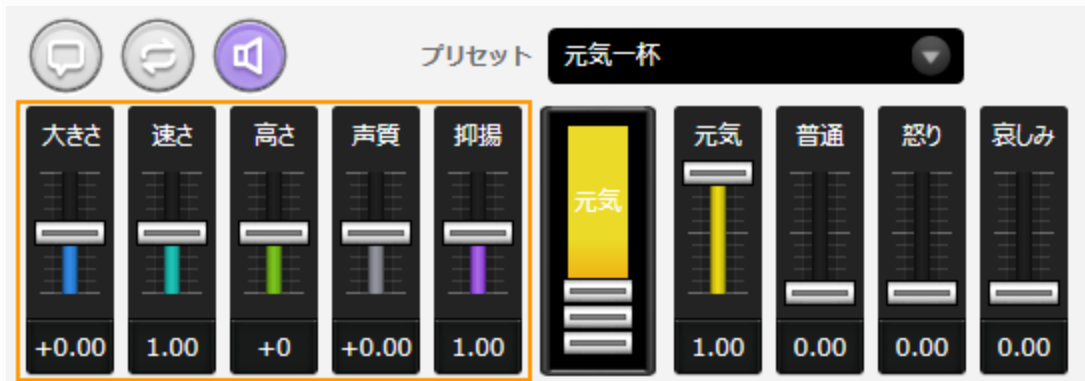 プリセット 元気一杯
大きさ 速さ 高さ 声質 抑揚 元気 普通 怒り 哀しみ
元気
+0.00 1.00 +0 +0.00 1.00 1.00 0.00 0.00 0.00